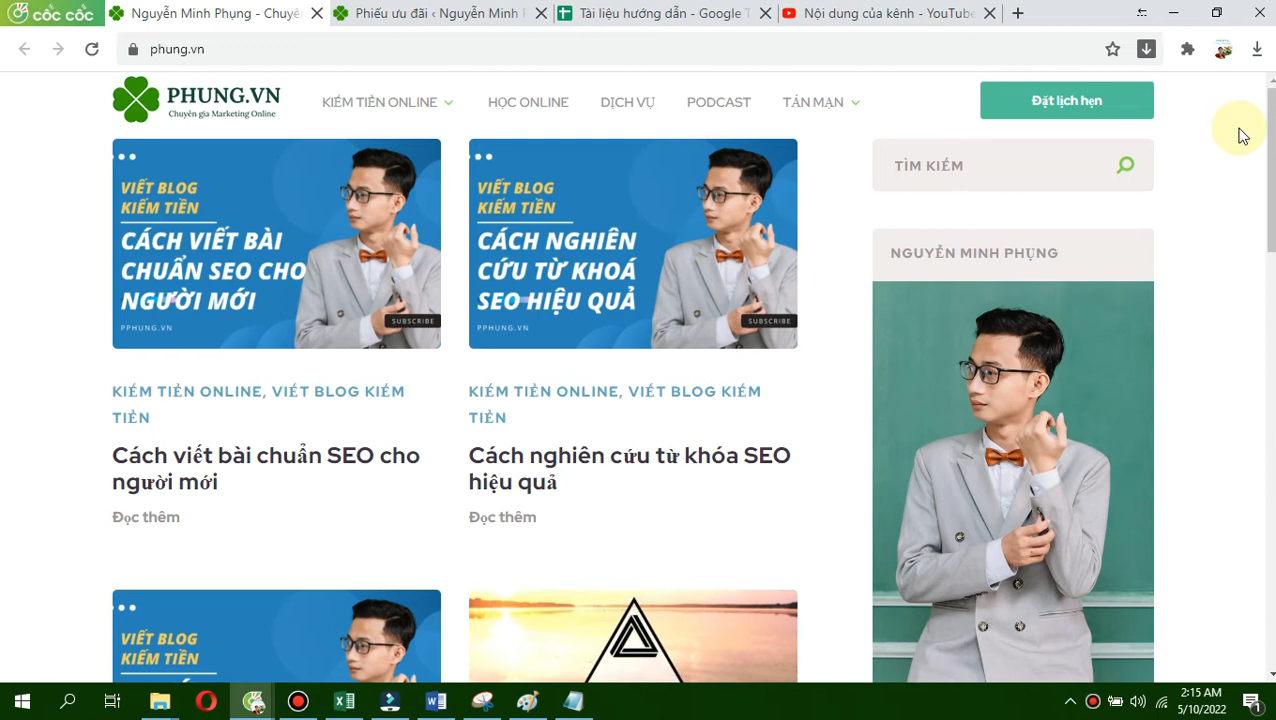 cốc cốc
Nguyễn Minh Phụng - Chuyên
Phiếu ưu đãi ‹ Nguyễn Minh P
Tài liệu hướng dẫn - Google T
Nội dung của kênh - YouTube
phung.vn
PHUNG.VN
Chuyên gia Marketing Online
KIẾM TIỀN ONLINE
HỌC ONLINE
DỊCH VỤ
PODCAST
TẢN MẠN
Đặt lịch hẹn
VIẾT BLOG
KIẾM TIỀN
CÁCH VIẾT BÀI
CHUẨN SEO CHO
NGƯỜI MỚI
PPHUNG.VN
SUBSCRIBE
VIẾT BLOG
KIẾM TIỀN
CÁCH NGHIÊN
CỨU TỪ KHOÁ
SEO HIỆU QUẢ
PPHUNG.VN
SUBSCRIBE
TÌM KIẾM
NGUYỄN MINH PHỤNG
KIẾM TIỀN ONLINE, VIẾT BLOG KIẾM
TIỀN
Cách viết bài chuẩn SEO cho
người mới
Đọc thêm
KIẾM TIỀN ONLINE, VIẾT BLOG KIẾM
TIỀN
Cách nghiên cứu từ khóa SEO
hiệu quả
Đọc thêm
VIẾT BLOG
KIẾM TIỀN
2:15 AM
5/10/2022
1